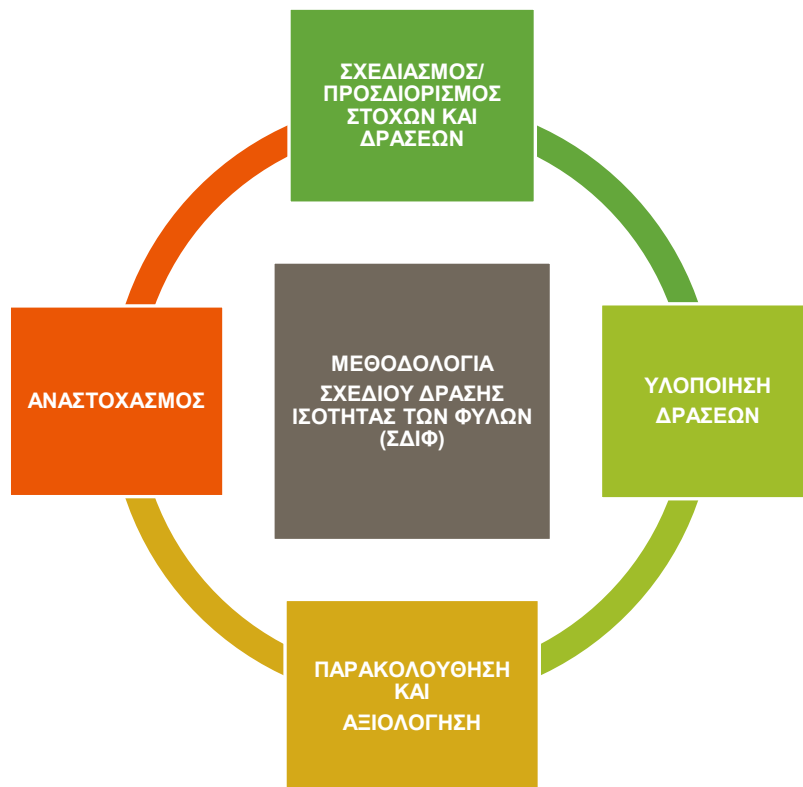 ΣΧΕΔΙΑΣΜΟΣ/
ΠΡΟΣΔΙΟΡΙΣΜΟΣ
ΣΤΟΧΩΝ ΚΑΙ
ΔΡΑΣΕΩΝ
ΥΛΟΠΟΙΗΣΗ
ΔΡΑΣΕΩΝ
ΠΑΡΑΚΟΛΟΥΘΗΣΗ
ΚΑΙ
ΑΞΙΟΛΟΓΗΣΗ
ΑΝΑΣΤΟΧΑΣΜΟΣ
ΜΕΘΟΔΟΛΟΓΙΑ
ΣΧΕΔΙΟΥ ΔΡΑΣΗΣ
ΙΣΟΤΗΤΑΣ ΤΩΝ ΦΥΛΩΝ
(ΣΔΙΦ)